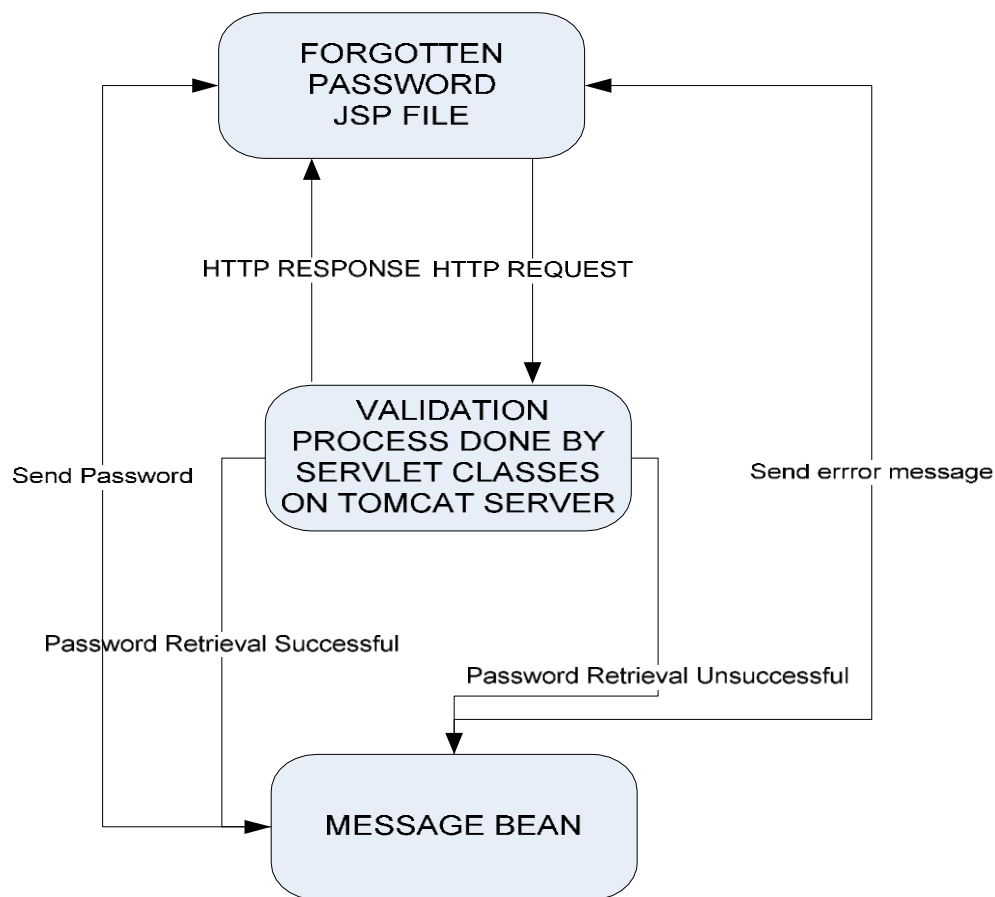 FORGOTTEN
PASSWORD
JSP FILE
HTTP RESPONSE
HTTP REQUEST
VALIDATION
PROCESS DONE BY
SERVLET CLASSES
ON TOMCAT SERVER
Send Password
Send errror message
Password Retrieval Successful
Password Retrieval Unsuccessful
MESSAGE BEAN